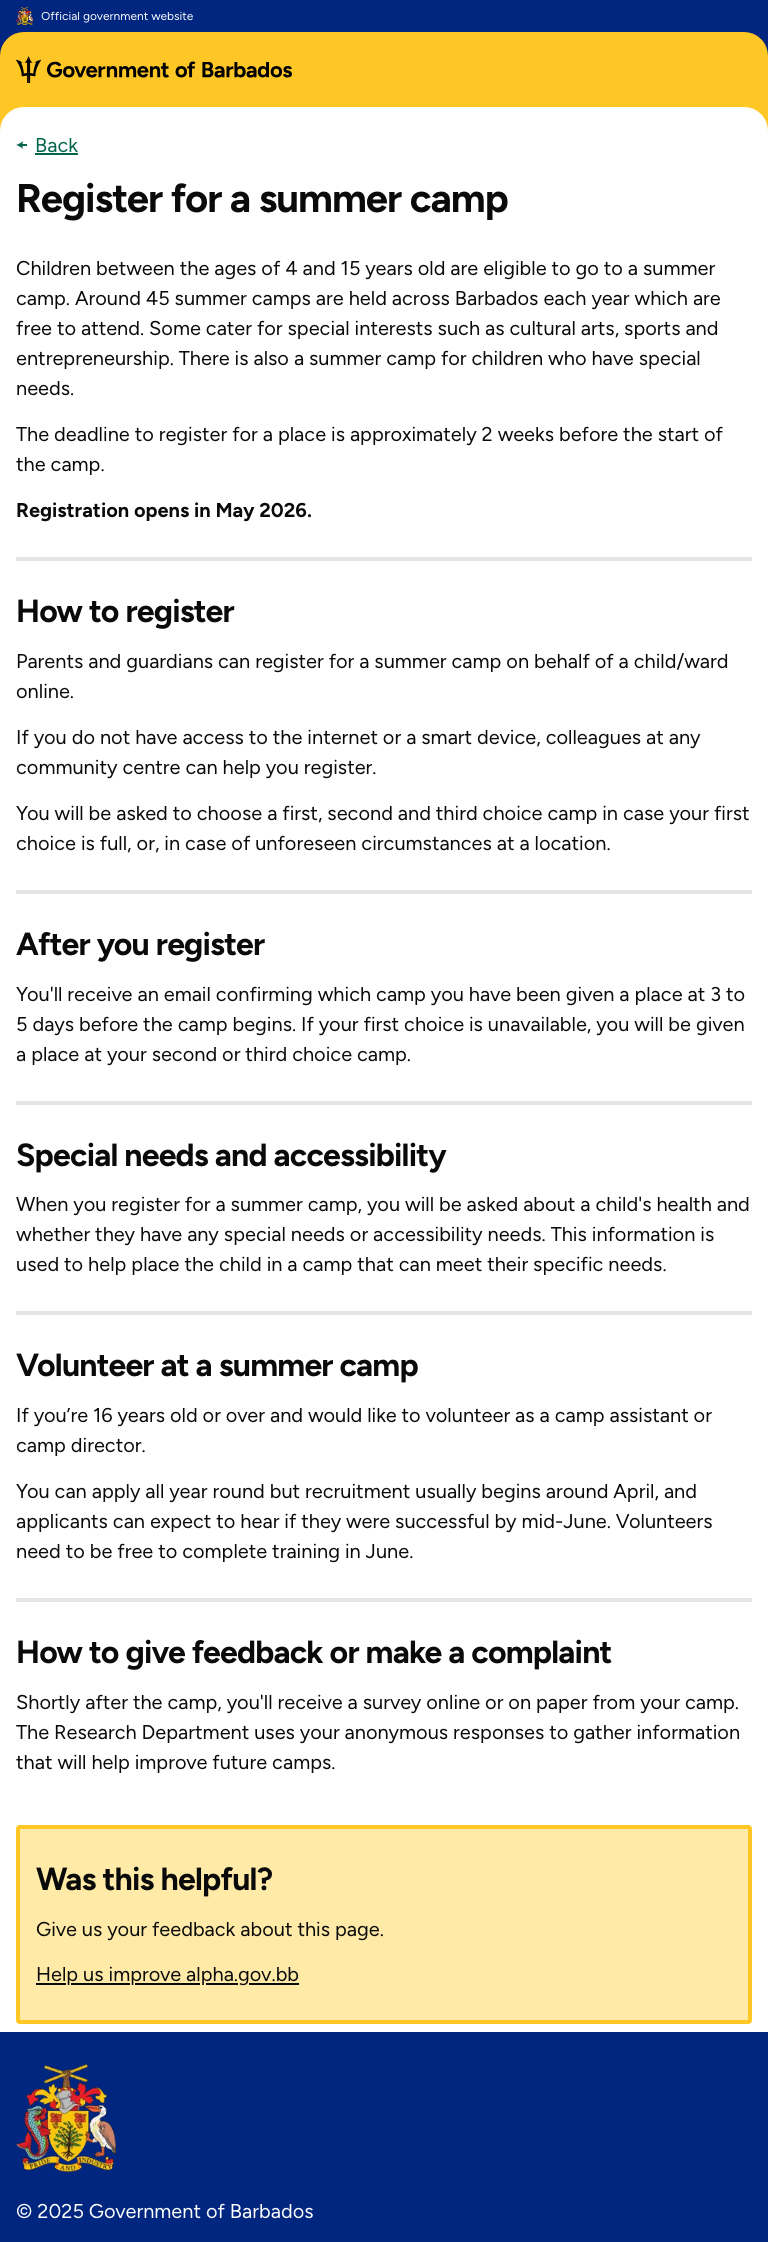 Official government website
Government of Barbados
Back
Register for a summer camp
Children between the ages of 4 and 15 years old are eligible to go to a summer
camp. Around 45 summer camps are held across Barbados each year which are
free to attend. Some cater for special interests such as cultural arts, sports and
entrepreneurship. There is also a summer camp for children who have special
needs.
The deadline to register for a place is approximately 2 weeks before the start of
the camp.
Registration opens in May 2026.
How to register
Parents and guardians can register for a summer camp on behalf of a child/ward
online.
If you do not have access to the internet or a smart device, colleagues at any
community centre can help you register.
You will be asked to choose a first, second and third choice camp in case your first
choice is full, or, in case of unforeseen circumstances at a location.
After you register
You'll receive an email confirming which camp you have been given a place at 3 to
5 days before the camp begins. If your first choice is unavailable, you will be given
a place at your second or third choice camp.
Special needs and accessibility
When you register for a summer camp, you will be asked about a child's health and
whether they have any special needs or accessibility needs. This information is
used to help place the child in a camp that can meet their specific needs.
Volunteer at a summer camp
If you’re 16 years old or over and would like to volunteer as a camp assistant or
camp director.
You can apply all year round but recruitment usually begins around April, and
applicants can expect to hear if they were successful by mid-June. Volunteers
need to be free to complete training in June.
How to give feedback or make a complaint
Shortly after the camp, you'll receive a survey online or on paper from your camp.
The Research Department uses your anonymous responses to gather information
that will help improve future camps.
Was this helpful?
Give us your feedback about this page.
Help us improve alpha.gov.bb
PRIDE AND INDUSTRY
© 2025 Government of Barbados